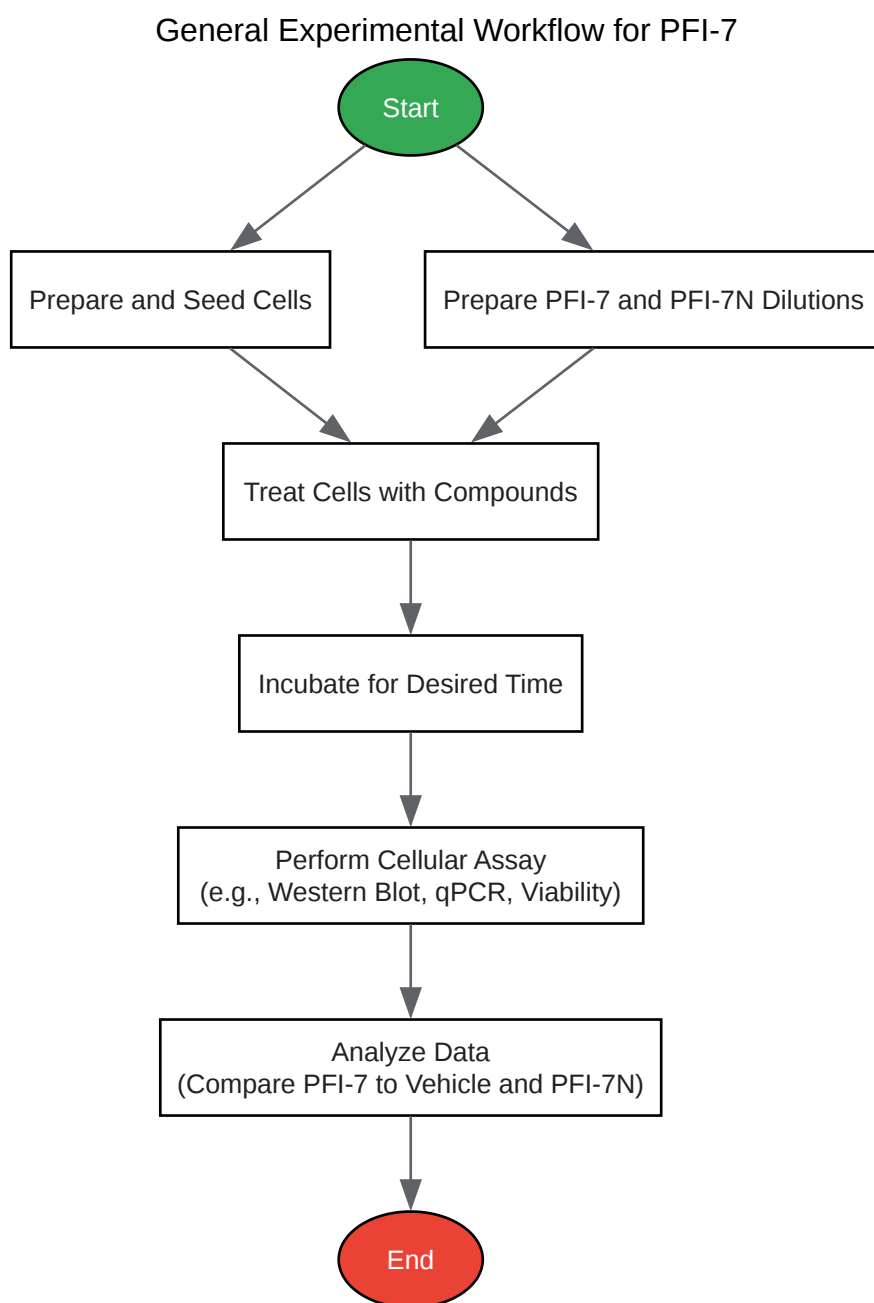 General Experimental Workflow for PFI-7
Start
Prepare and Seed Cells
Prepare PFI-7 and PFI-7N Dilutions
Treat Cells with Compounds
Incubate for Desired Time
Perform Cellular Assay
(e.g., Western Blot, qPCR, Viability)
Analyze Data
(Compare PFI-7 to Vehicle and PFI-7N)
End